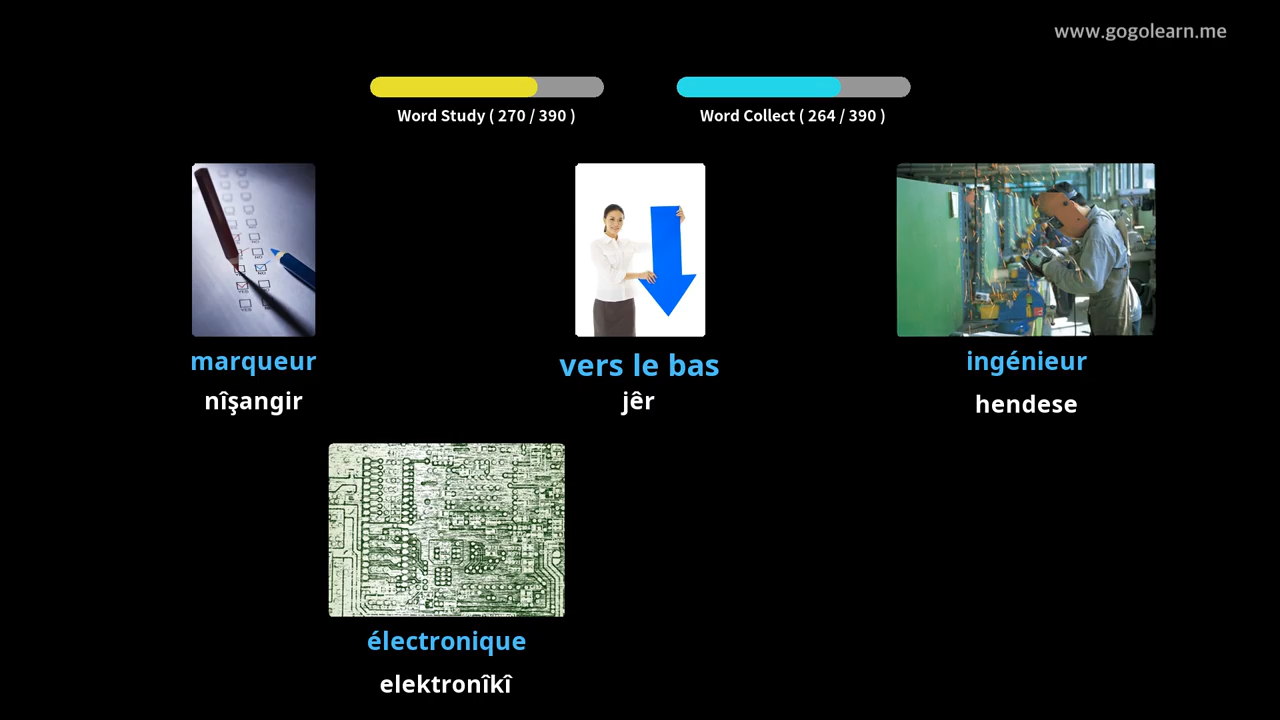 www.gogolearn.me
Word Study ( 270 / 390 )
Word Collect ( 264 / 390 )
marqueur
nîşangir
vers le bas
jêr
ingénieur
hendese
électronique
elektronîkî